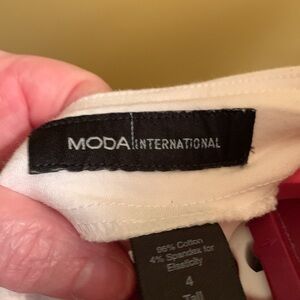 MODA INTERNATIONAL
96% Cotton
4% Spandex for
Elasticity
4
Tall